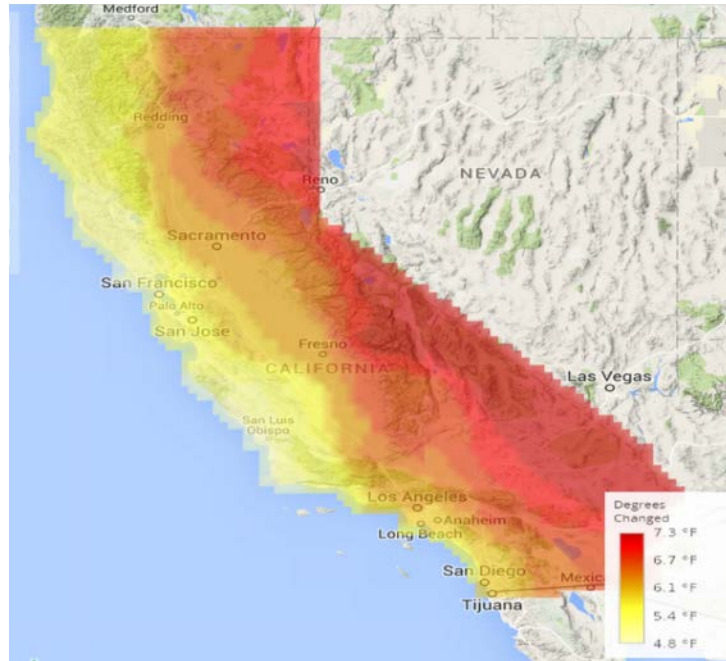 Medford
Redding
Reno
NEVADA
Sacramento
San Francisco
Palo Alto
San Jose
Fresno
CALIFORNIA
Las Vegas
San Luis
Obispo
Los Angeles
Anaheim
Long Beach
San Diego
Mexica
Tijuana
Degrees
Changed
7.3 °F
6.7 °F
6.1 °F
5.4 °F
4.8 °F